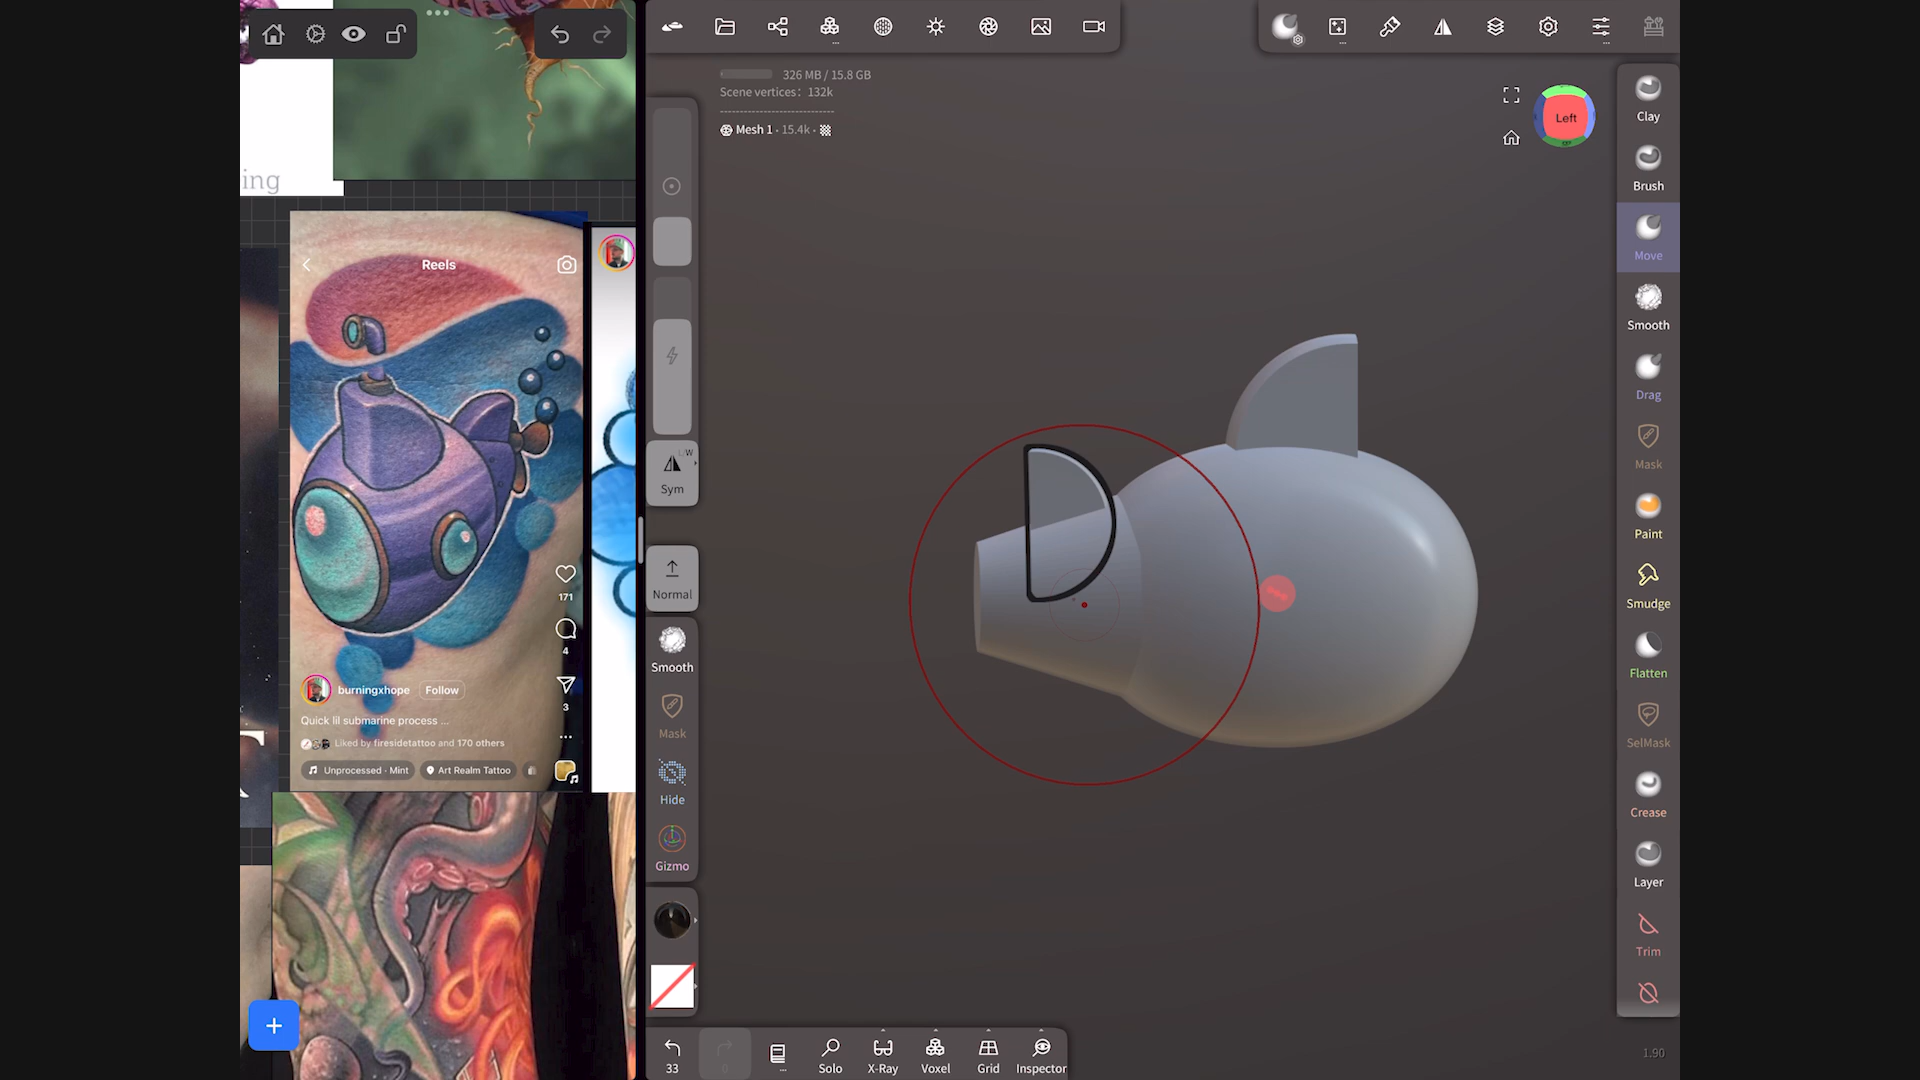 ing
Reels
171
4
3
burningxhope
Follow
Quick lil submarine process ...
Liked by firesidetattoo and 170 others
Unprocessed · Mint
Art Realm Tattoo
326 MB / 15.8 GB
Scene vertices: 132k
Mesh 1 · 15.4k ·
Left
L/W
Sym
Normal
Smooth
Mask
Hide
Gizmo
Clay
Brush
Move
Smooth
Drag
Mask
Paint
Smudge
Flatten
SelMask
Crease
Layer
Trim
33
0
Solo
X-Ray
Voxel
Grid
Inspector
1.90